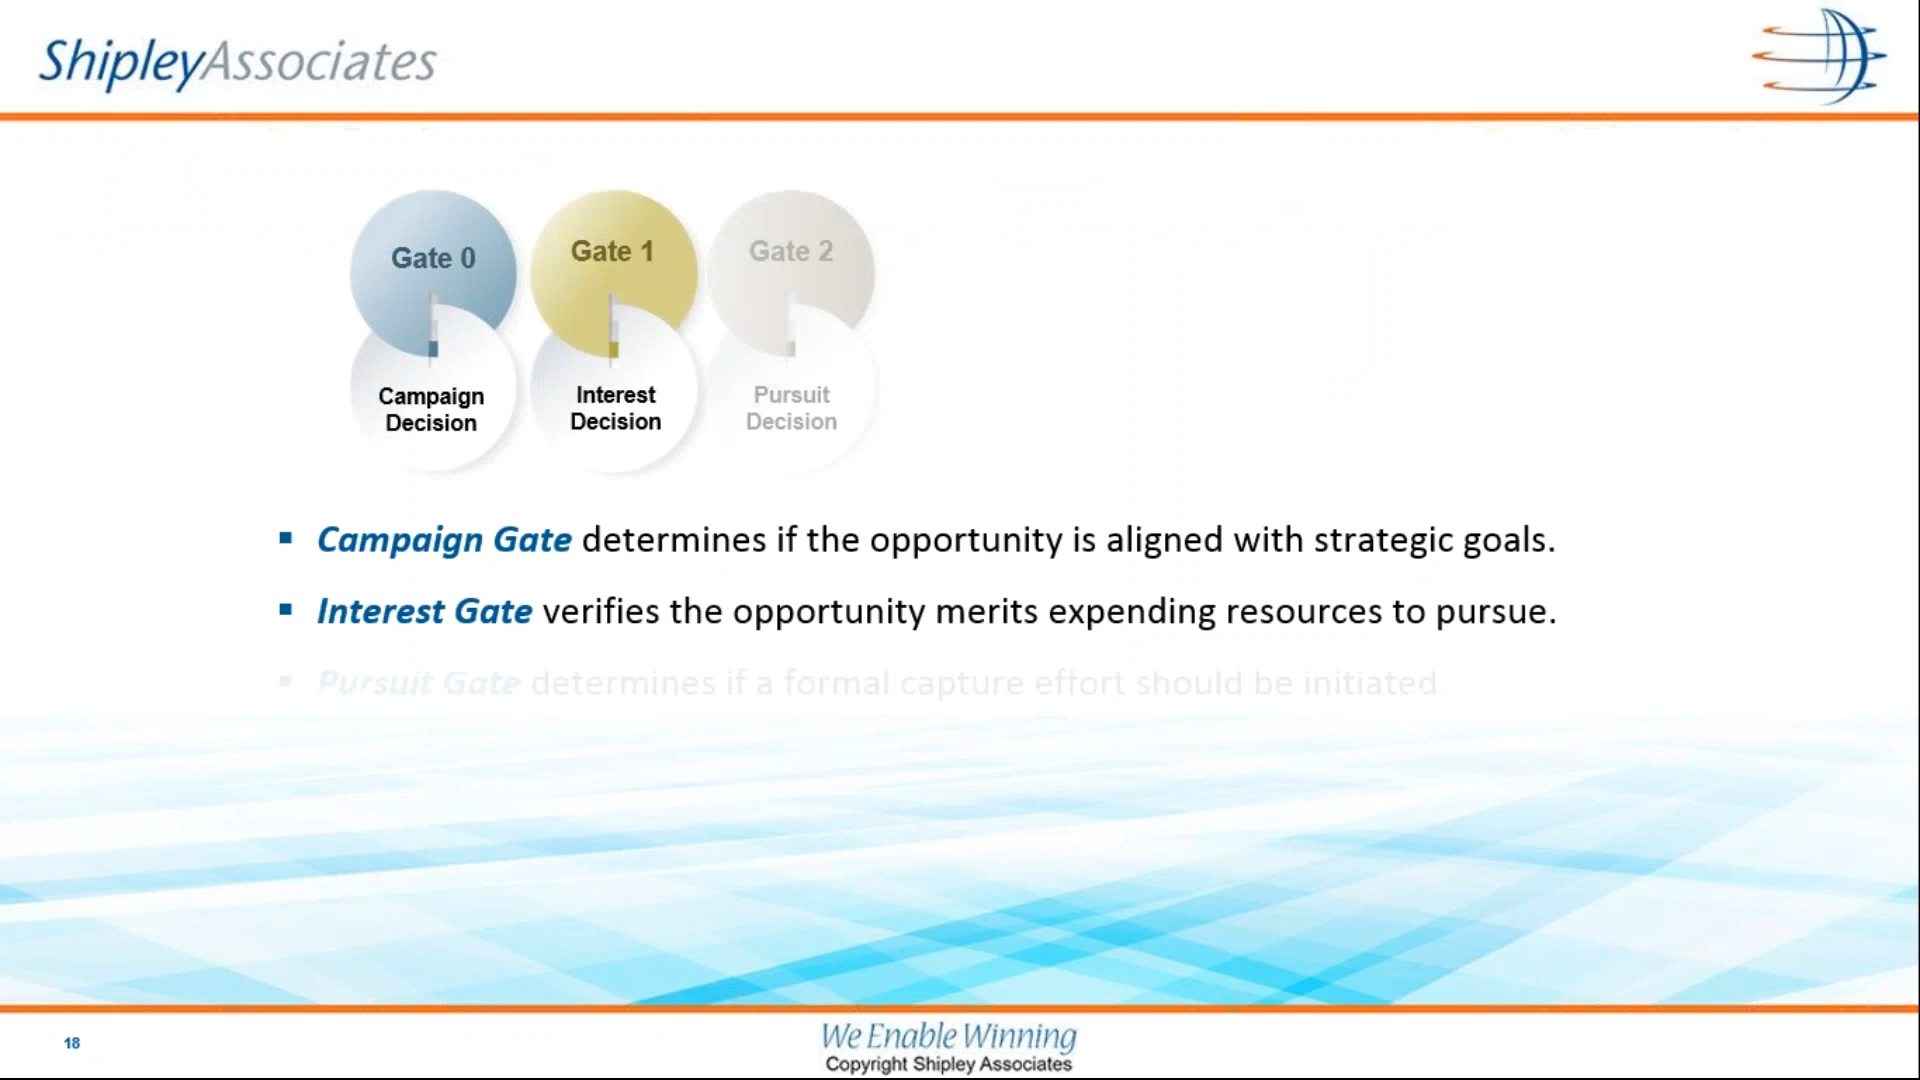 ShipleyAssociates
Gate 0
Gate 1
Gate 2
Campaign
Decision
Interest
Decision
Pursuit
Decision
▪ Campaign Gate determines if the opportunity is aligned with strategic goals.
▪ Interest Gate verifies the opportunity merits expending resources to pursue.
▪ Pursuit Gate determines if a formal capture effort should be initiated.
18
We Enable Winning
Copyright Shipley Associates